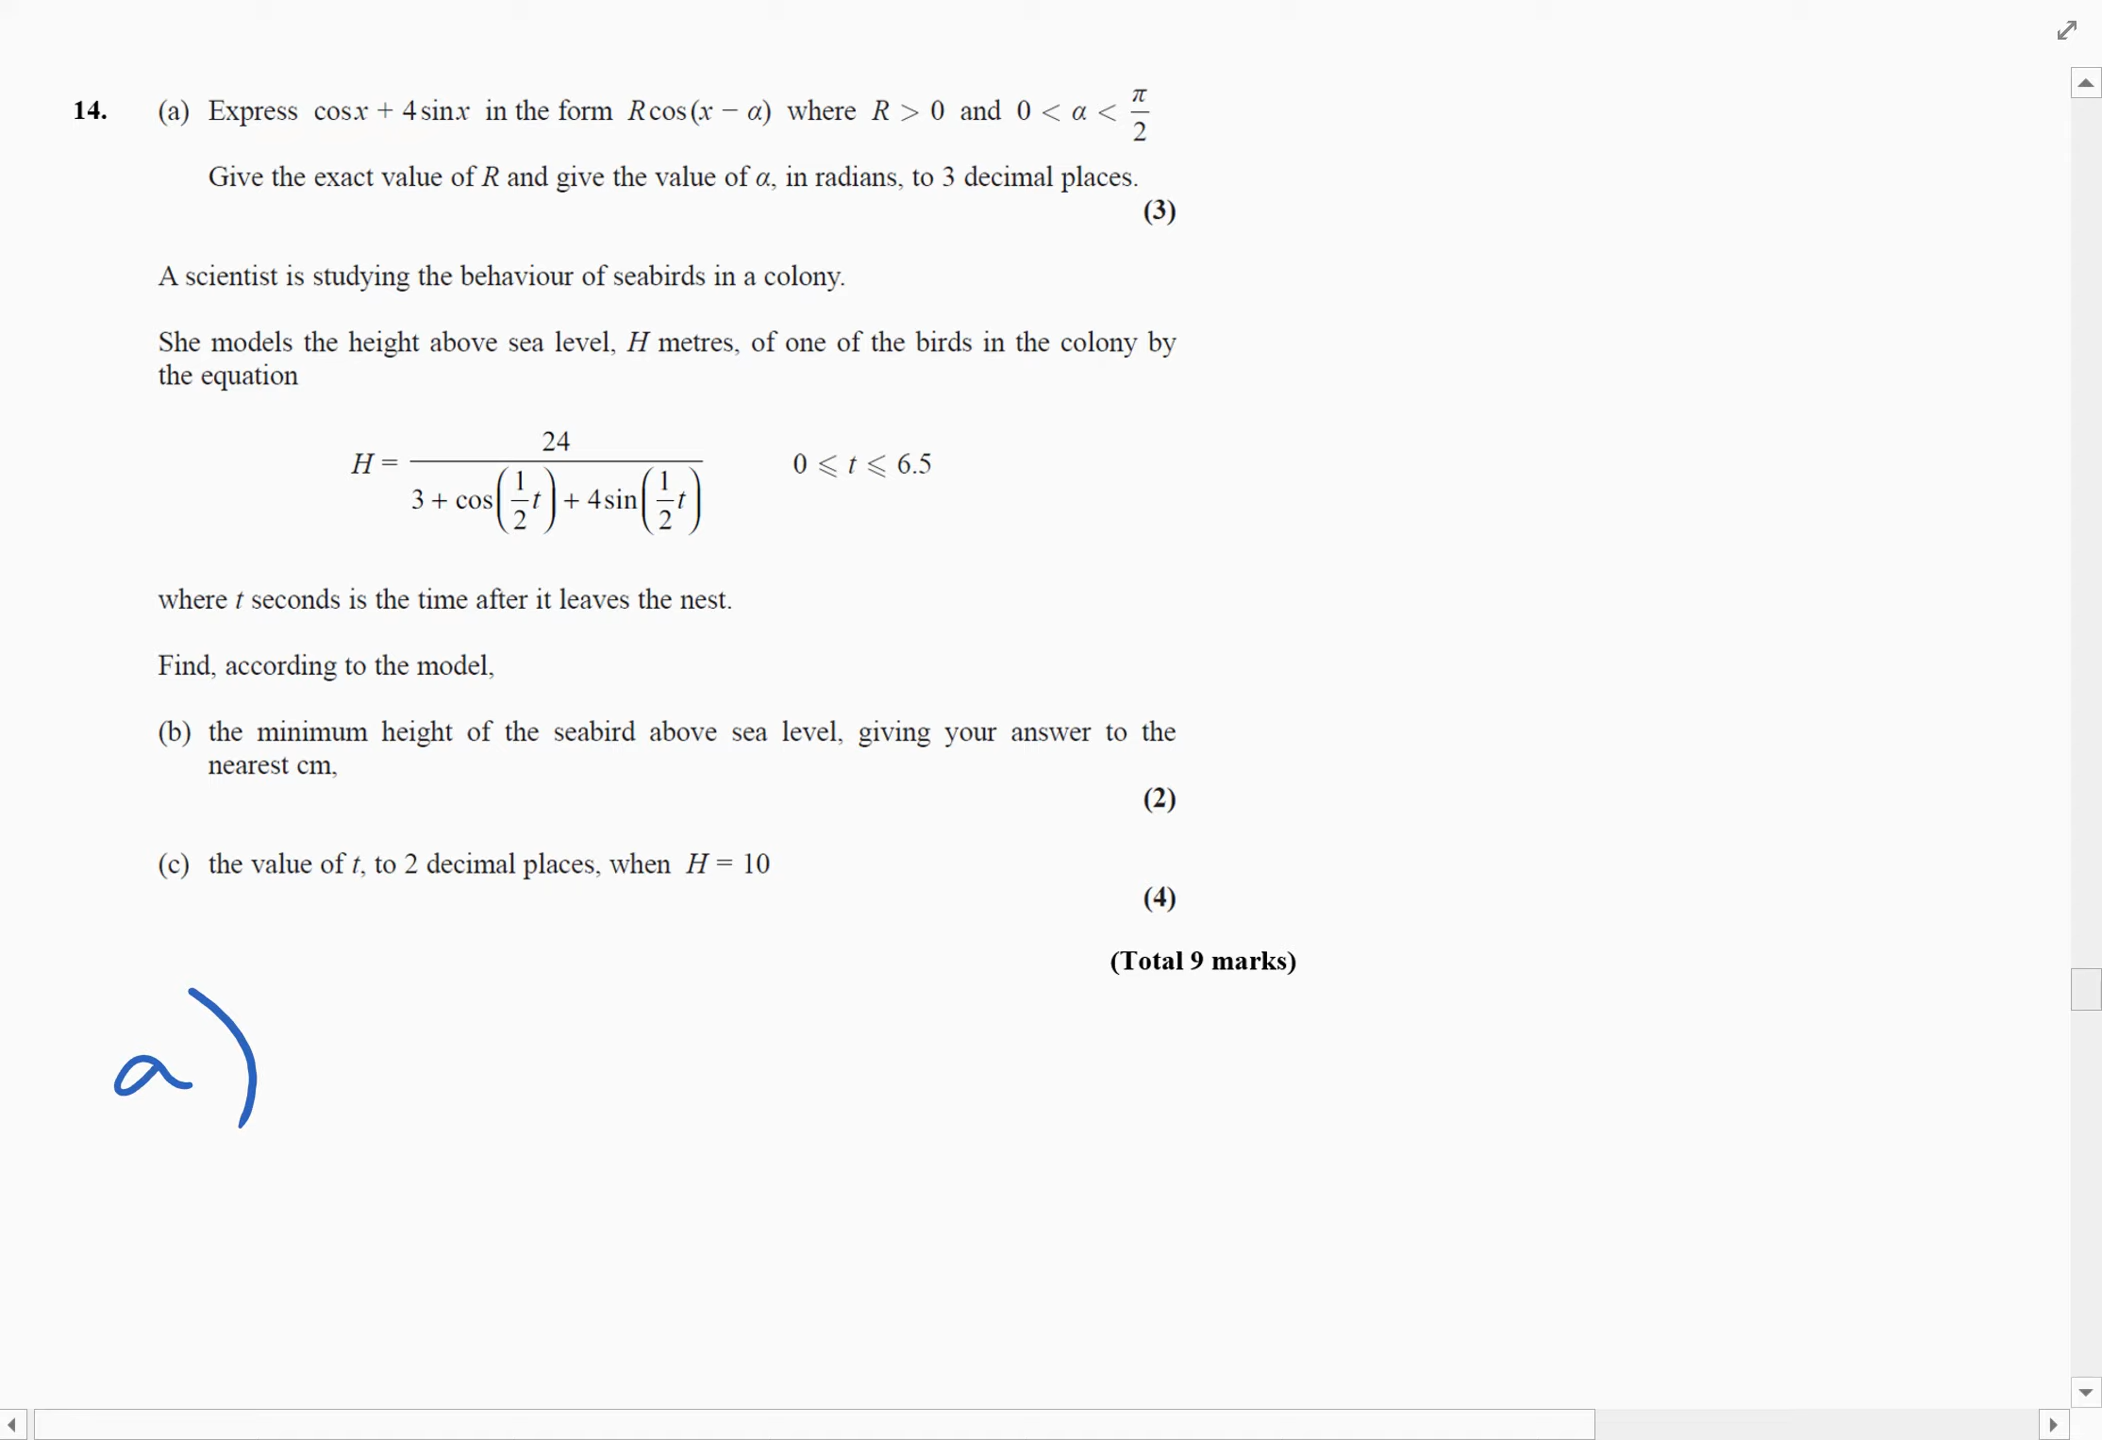 14. (a) Express cosx + 4 sinx in the form R cos(x − α) where R > 0 and 0 < α < π/2
Give the exact value of R and give the value of α, in radians, to 3 decimal places.
(3)
A scientist is studying the behaviour of seabirds in a colony.
She models the height above sea level, H metres, of one of the birds in the colony by
the equation
H = 24 / (3 + cos(1/2 t) + 4 sin(1/2 t)) 0 ⩽ t ⩽ 6.5
where t seconds is the time after it leaves the nest.
Find, according to the model,
(b) the minimum height of the seabird above sea level, giving your answer to the
nearest cm,
(2)
(c) the value of t, to 2 decimal places, when H = 10
(4)
(Total 9 marks)
a)